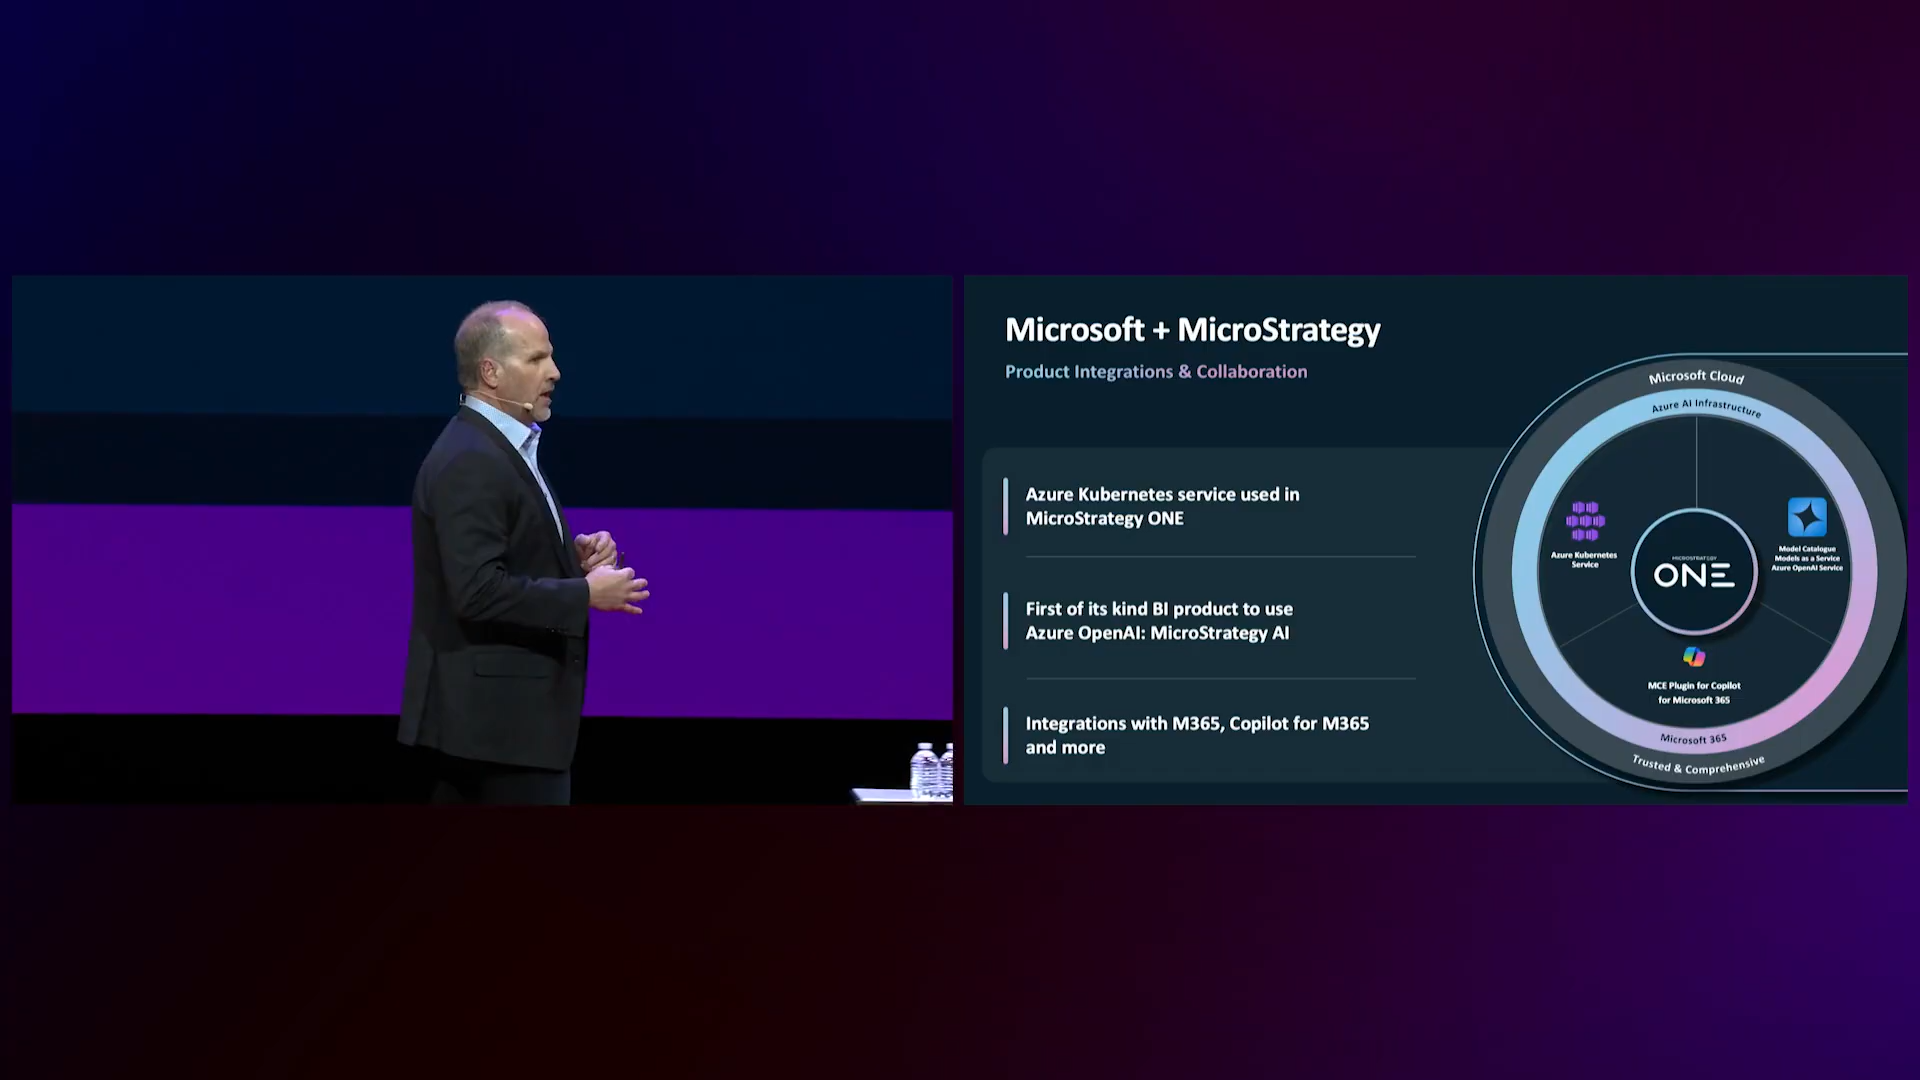 Microsoft + MicroStrategy
Product Integrations & Collaboration
Azure Kubernetes service used in
MicroStrategy ONE
First of its kind BI product to use
Azure OpenAI: MicroStrategy AI
Integrations with M365, Copilot for M365
and more
Microsoft Cloud
Azure AI Infrastructure
Azure Kubernetes
Service
Model Catalogue
Models as a Service
Azure OpenAI Service
MICROSTRATEGY
ONE
MCE Plugin for Copilot
for Microsoft 365
Microsoft 365
Trusted & Comprehensive